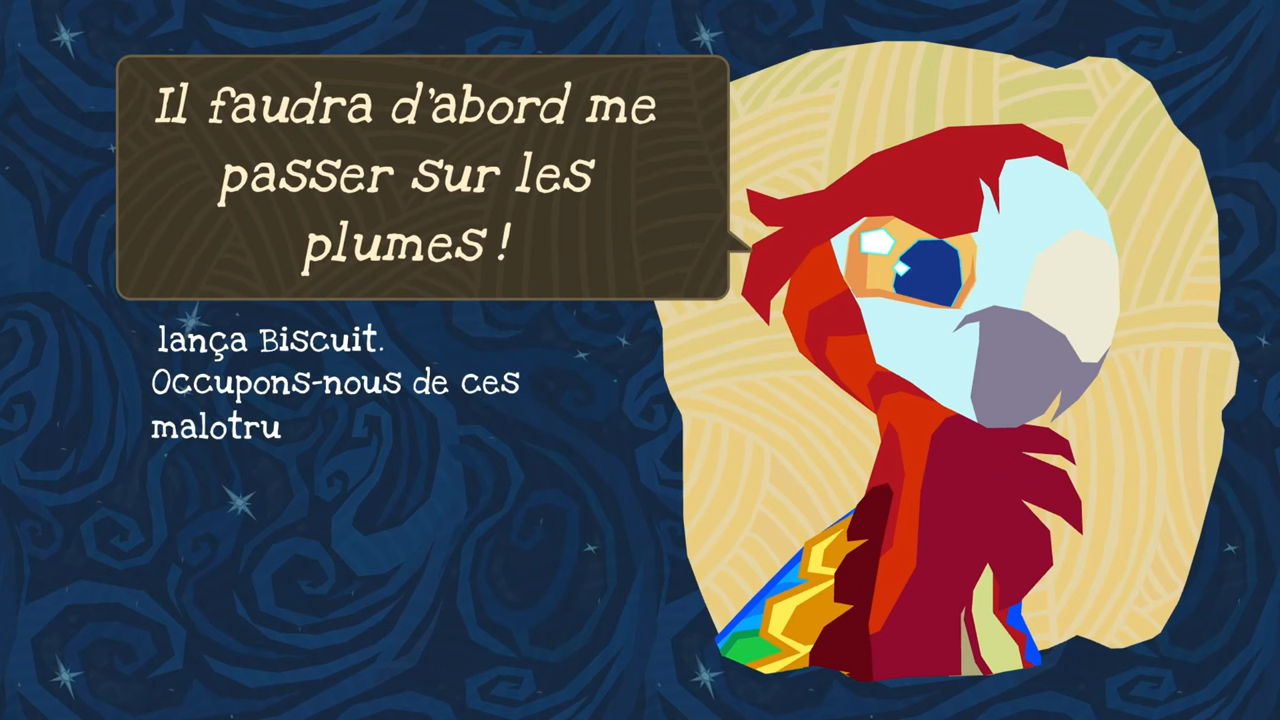 Il faudra d'abord me
passer sur les
plumes !
lança Biscuit.
Occupons-nous de ces
malotru